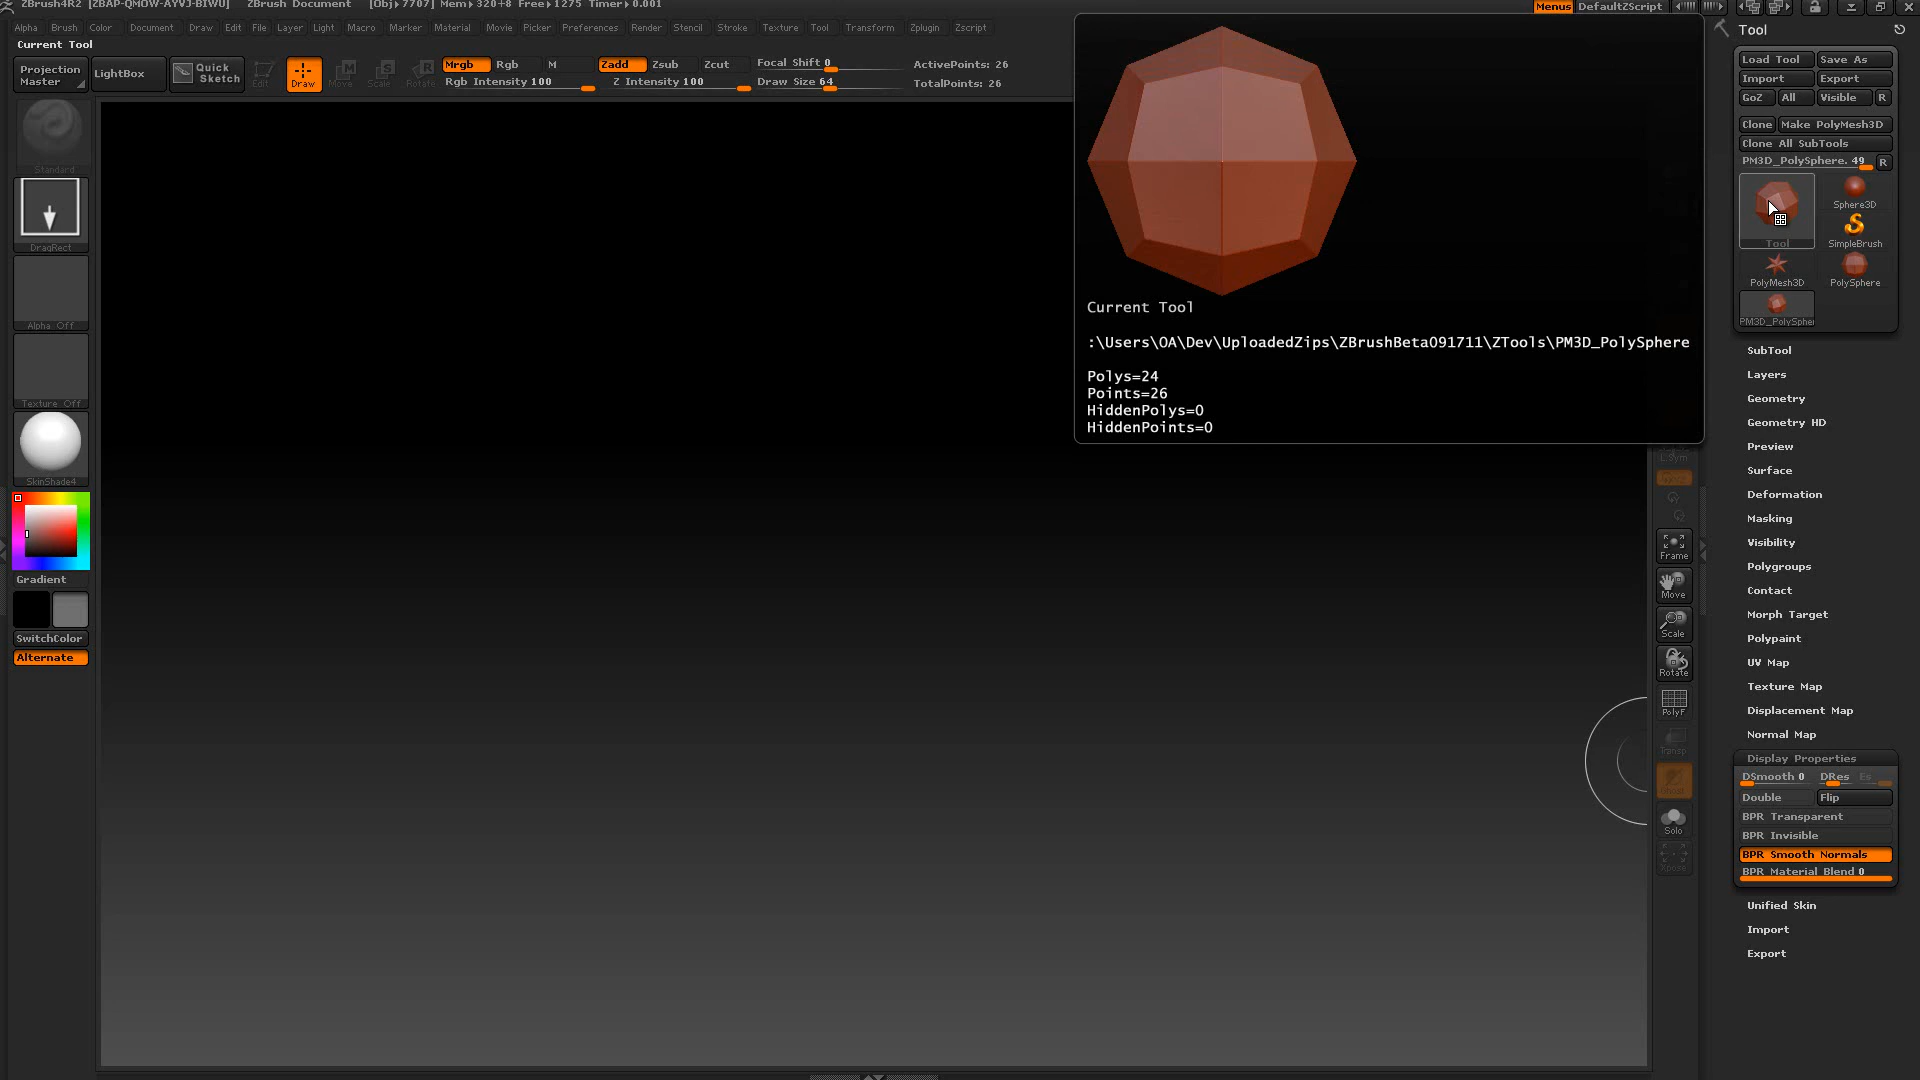 ZBrush4R2 [ZBAP-QMOW-AYVJ-BIWU] ZBrush Document [Obj▸7707] Mem▸320+8 Free▸1275 Timer▸0.001
Menus DefaultZScript
Alpha Brush Color Document Draw Edit File Layer Light Macro Marker Material Movie Picker Preferences Render Stencil Stroke Texture Tool Transform Zplugin Zscript
Current Tool
Projection Master
LightBox
Quick Sketch
Edit
Draw
Move
Scale
Rotate
Mrgb Rgb M
Rgb Intensity 100
Zadd Zsub Zcut
Z Intensity 100
Focal Shift 0
Draw Size 64
ActivePoints: 26
TotalPoints: 26
Standard
DragRect
Alpha Off
Texture Off
SkinShade4
Gradient
SwitchColor
Alternate
Current Tool
:\Users\OA\Dev\UploadedZips\ZBrushBeta091711\ZTools\PM3D_PolySphere
Polys=24
Points=26
HiddenPolys=0
HiddenPoints=0
L.Sym
Frame
Move
Scale
Rotate
PolyF
Transp
Solo
Xpose
Tool
Load Tool Save As
Import Export
GoZ All Visible R
Clone Make PolyMesh3D
Clone All SubTools
PM3D_PolySphere. 49 R
Tool
Sphere3D
SimpleBrush
PolyMesh3D
PolySphere
PM3D_PolySpher
SubTool
Layers
Geometry
Geometry HD
Preview
Surface
Deformation
Masking
Visibility
Polygroups
Contact
Morph Target
Polypaint
UV Map
Texture Map
Displacement Map
Normal Map
Display Properties
DSmooth 0 DRes Es
Double Flip
BPR Transparent
BPR Invisible
BPR Smooth Normals
BPR Material Blend 0
Unified Skin
Import
Export